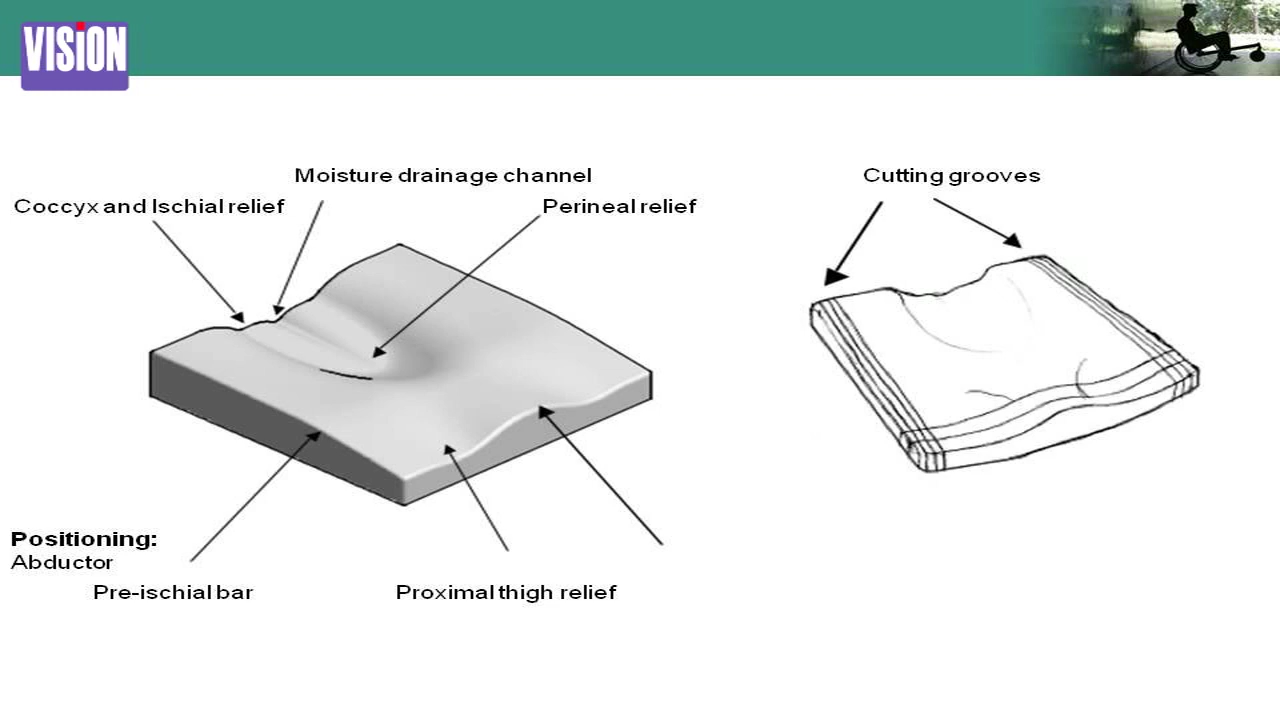 VISION
Moisture drainage channel
Cutting grooves
Coccyx and Ischial relief
Perineal relief
Positioning:
Abductor
Pre-ischial bar
Proximal thigh relief